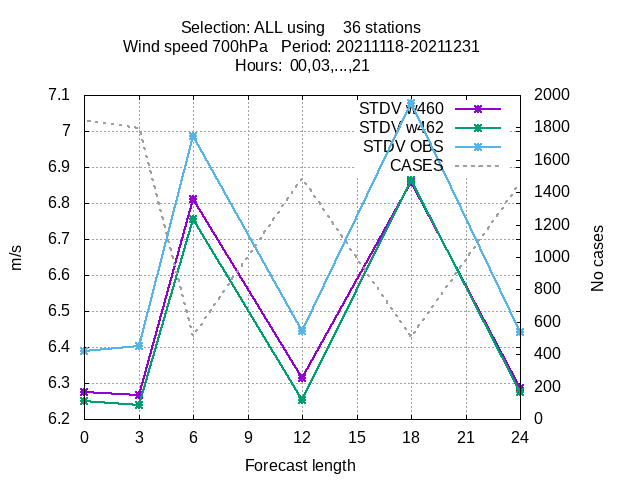 Selection: ALL using    36 stations
Wind speed 700hPa   Period: 20211118-20211231
Hours:  00,03,...,21
7.1
7
6.9
6.8
6.7
6.6
6.5
6.4
6.3
6.2
m/s
STDV w460
STDV w462
STDV OBS
CASES
2000
1800
1600
1400
1200
1000
800
600
400
200
0
No cases
0 3 6 9 12 15 18 21 24
Forecast length